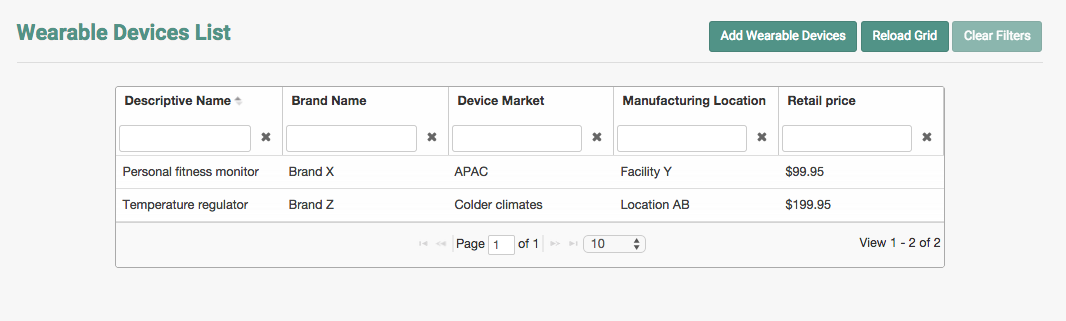 Wearable Devices List
Add Wearable Devices Reload Grid Clear Filters
Descriptive Name Brand Name Device Market Manufacturing Location Retail price
Personal fitness monitor Brand X APAC Facility Y $99.95
Temperature regulator Brand Z Colder climates Location AB $199.95
Page 1 of 1 10 View 1 - 2 of 2